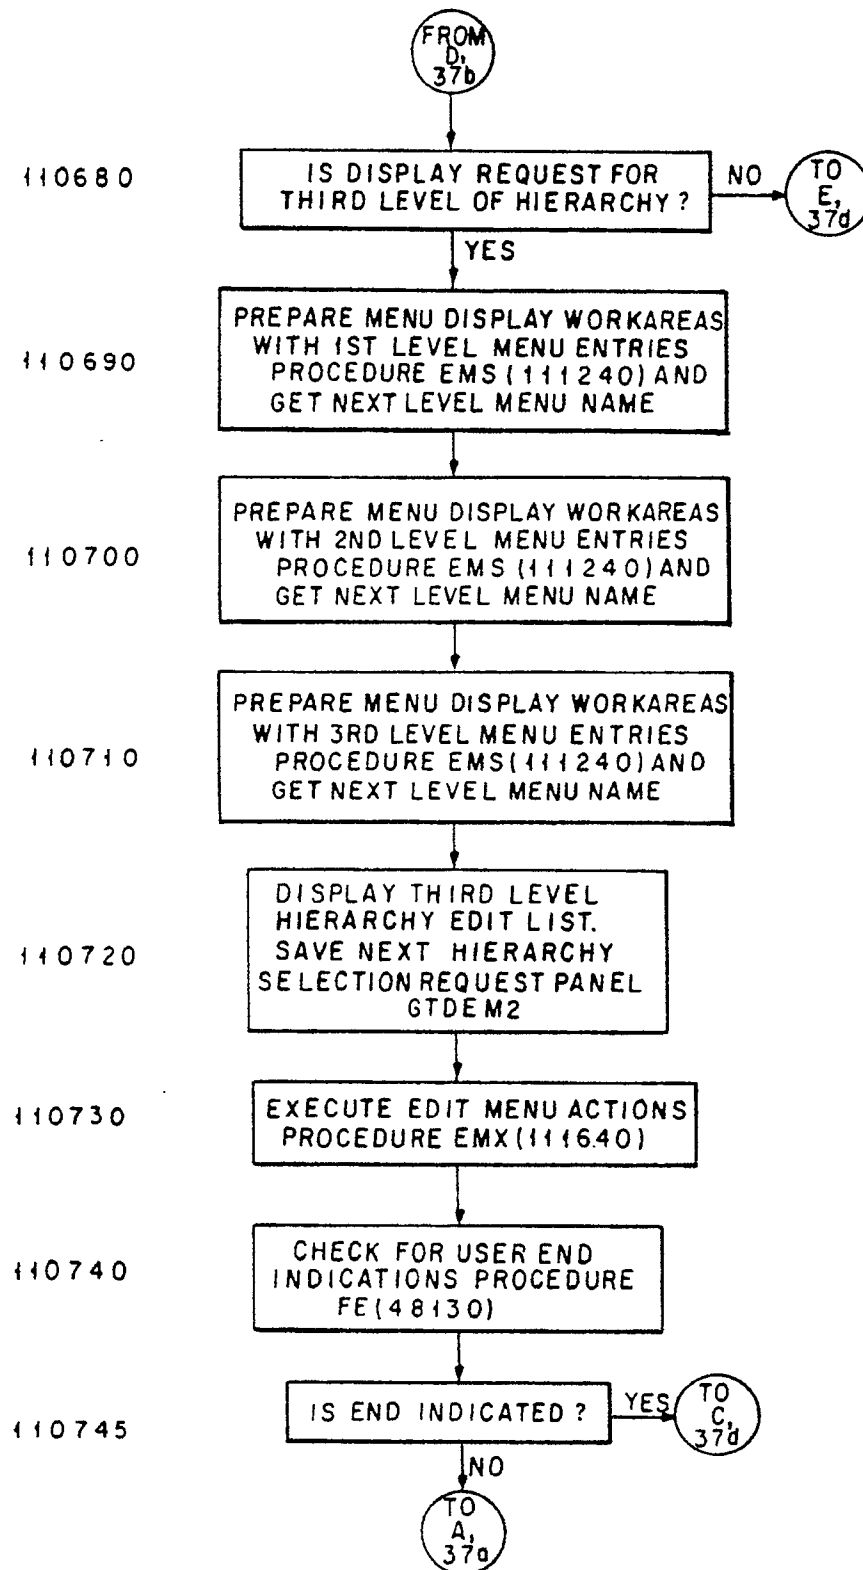 FROM
D,
37b
110680
IS DISPLAY REQUEST FOR
THIRD LEVEL OF HIERARCHY ?
NO
TO
E,
37d
YES
110690
PREPARE MENU DISPLAY WORKAREAS
WITH 1ST LEVEL MENU ENTRIES
PROCEDURE EMS (111240) AND
GET NEXT LEVEL MENU NAME
110700
PREPARE MENU DISPLAY WORKAREAS
WITH 2ND LEVEL MENU ENTRIES
PROCEDURE EMS (111240) AND
GET NEXT LEVEL MENU NAME
110710
PREPARE MENU DISPLAY WORKAREAS
WITH 3RD LEVEL MENU ENTRIES
PROCEDURE EMS (111240) AND
GET NEXT LEVEL MENU NAME
110720
DISPLAY THIRD LEVEL
HIERARCHY EDIT LIST.
SAVE NEXT HIERARCHY
SELECTION REQUEST PANEL
GTDEM2
110730
EXECUTE EDIT MENU ACTIONS
PROCEDURE EMX (111640)
110740
CHECK FOR USER END
INDICATIONS PROCEDURE
FE (48130)
110745
IS END INDICATED ?
YES
TO
C,
37d
NO
TO
A,
37a